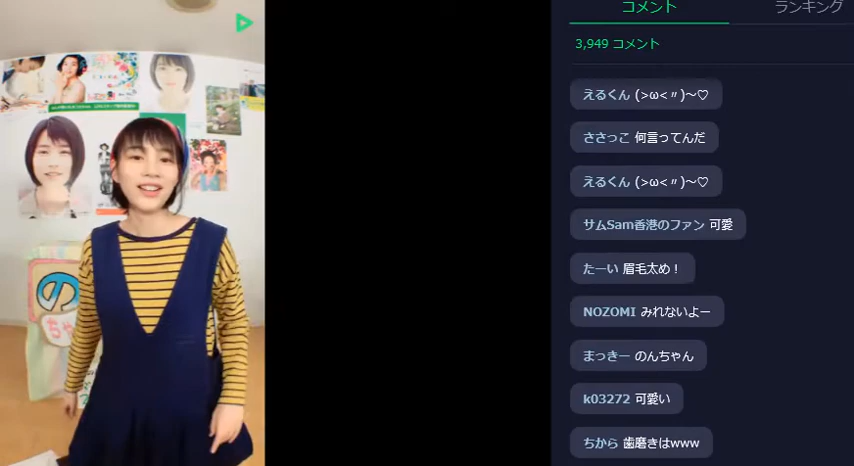 コメント
ランキング
3,949 コメント
えるくん (>ω<〃)〜♡
ささっこ 何言ってんだ
えるくん (>ω<〃)〜♡
サムSam香港のファン 可愛
たーい 眉毛太め！
NOZOMI みれないよー
まっきー のんちゃん
k03272 可愛い
ちから 歯磨きはwww
の
ちゃ